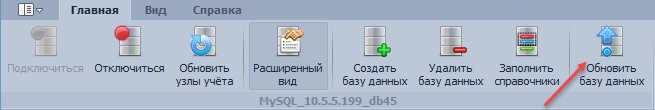 Главная Вид Справка
Подключиться Отключиться Обновить узлы учёта Расширенный вид Создать базу данных Удалить базу данных Заполнить справочники Обновить базу данных
MySQL_10.5.5.199_db45